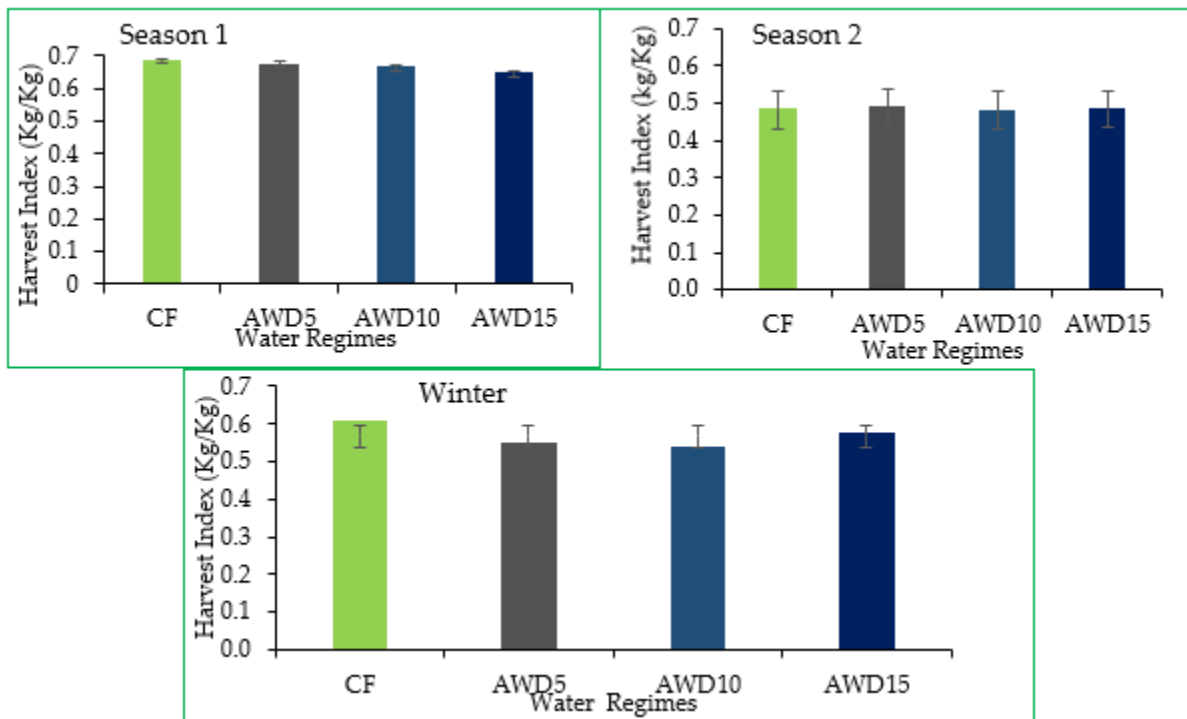 Season 1
Harvest Index (Kg/Kg)
0.7
0.6
0.5
0.4
0.3
0.2
0.1
0
CF AWD5 AWD10 AWD15
Water Regimes
Season 2
Harvest Index (kg/Kg)
0.7
0.6
0.5
0.4
0.3
0.2
0.1
0.0
CF AWD5 AWD10 AWD15
Water Regimes
Winter
Harvest Index (Kg/Kg)
0.7
0.6
0.5
0.4
0.3
0.2
0.1
0.0
CF AWD5 AWD10 AWD15
Water Regimes